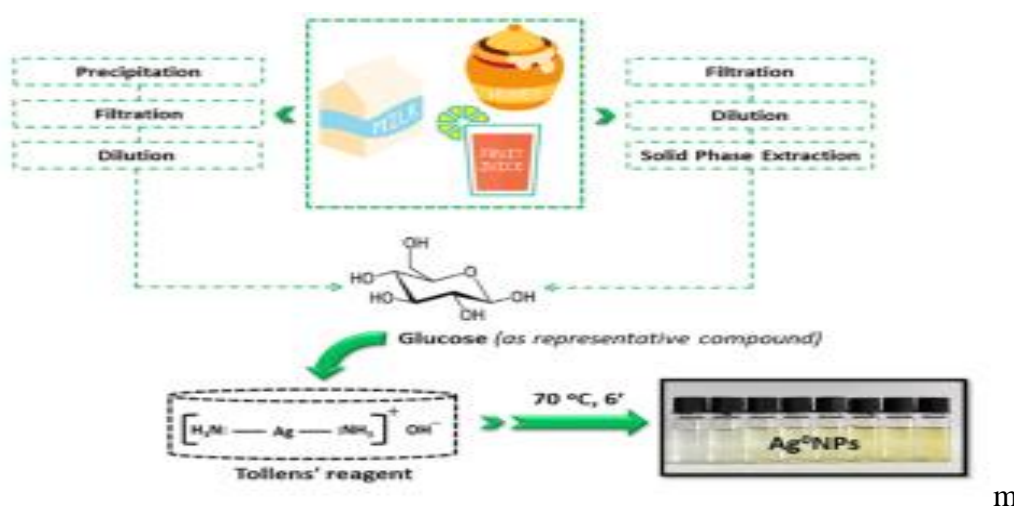 Precipitation
Filtration
Dilution
MILK
HONEY
FRUIT
JUICE
Filtration
Dilution
Solid Phase Extraction
OH
HO
HO
O
OH
OH
Glucose (as representative compound)
[H₃N: — Ag — :NH₃]⁺ OH⁻
Tollens' reagent
70 ºC, 6'
Ag⁰NPs
m